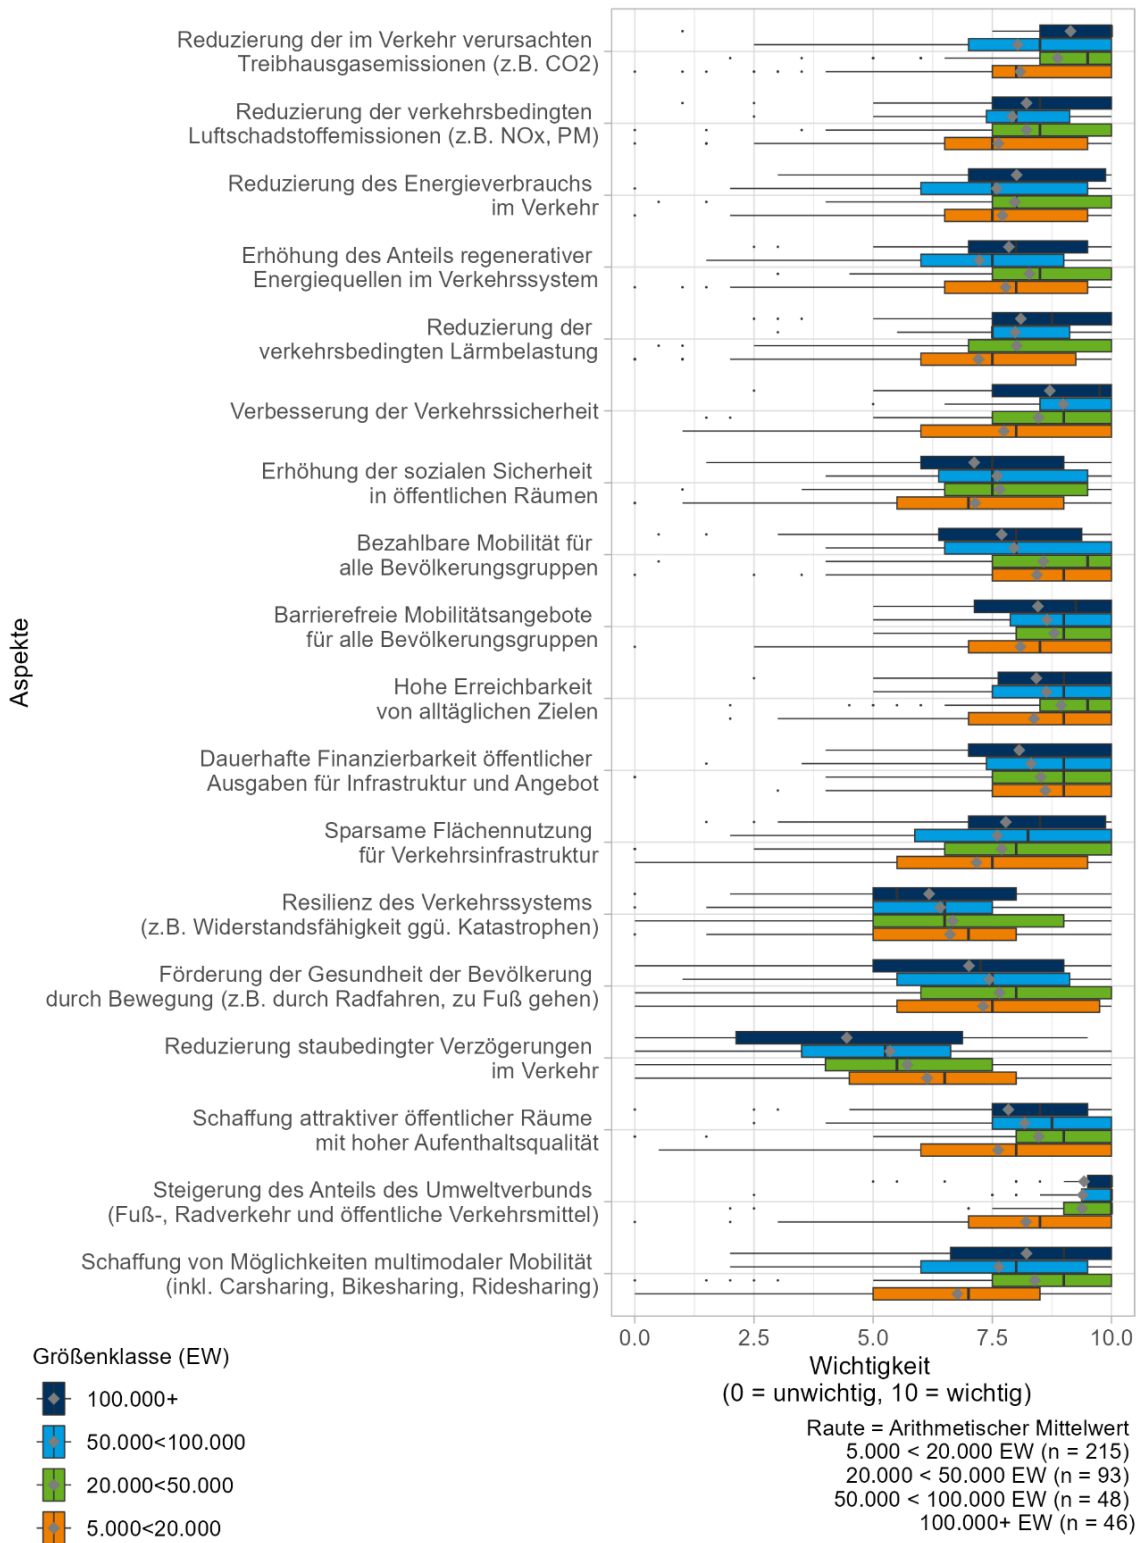 Reduzierung der im Verkehr verursachten
Treibhausgasemissionen (z.B. CO2)
Reduzierung der verkehrsbedingten
Luftschadstoffemissionen (z.B. NOx, PM)
Reduzierung des Energieverbrauchs
im Verkehr
Erhöhung des Anteils regenerativer
Energiequellen im Verkehrssystem
Reduzierung der
verkehrsbedingten Lärmbelastung
Verbesserung der Verkehrssicherheit
Erhöhung der sozialen Sicherheit
in öffentlichen Räumen
Bezahlbare Mobilität für
alle Bevölkerungsgruppen
Barrierefreie Mobilitätsangebote
für alle Bevölkerungsgruppen
Hohe Erreichbarkeit
von alltäglichen Zielen
Dauerhafte Finanzierbarkeit öffentlicher
Ausgaben für Infrastruktur und Angebot
Sparsame Flächennutzung
für Verkehrsinfrastruktur
Resilienz des Verkehrssystems
(z.B. Widerstandsfähigkeit ggü. Katastrophen)
Förderung der Gesundheit der Bevölkerung
durch Bewegung (z.B. durch Radfahren, zu Fuß gehen)
Reduzierung staubedingter Verzögerungen
im Verkehr
Schaffung attraktiver öffentlicher Räume
mit hoher Aufenthaltsqualität
Steigerung des Anteils des Umweltverbunds
(Fuß-, Radverkehr und öffentliche Verkehrsmittel)
Schaffung von Möglichkeiten multimodaler Mobilität
(inkl. Carsharing, Bikesharing, Ridesharing)
Aspekte
0.0 2.5 5.0 7.5 10.0
Wichtigkeit
(0 = unwichtig, 10 = wichtig)
Größenklasse (EW)
100.000+
50.000<100.000
20.000<50.000
5.000<20.000
Raute = Arithmetischer Mittelwert
5.000 < 20.000 EW (n = 215)
20.000 < 50.000 EW (n = 93)
50.000 < 100.000 EW (n = 48)
100.000+ EW (n = 46)